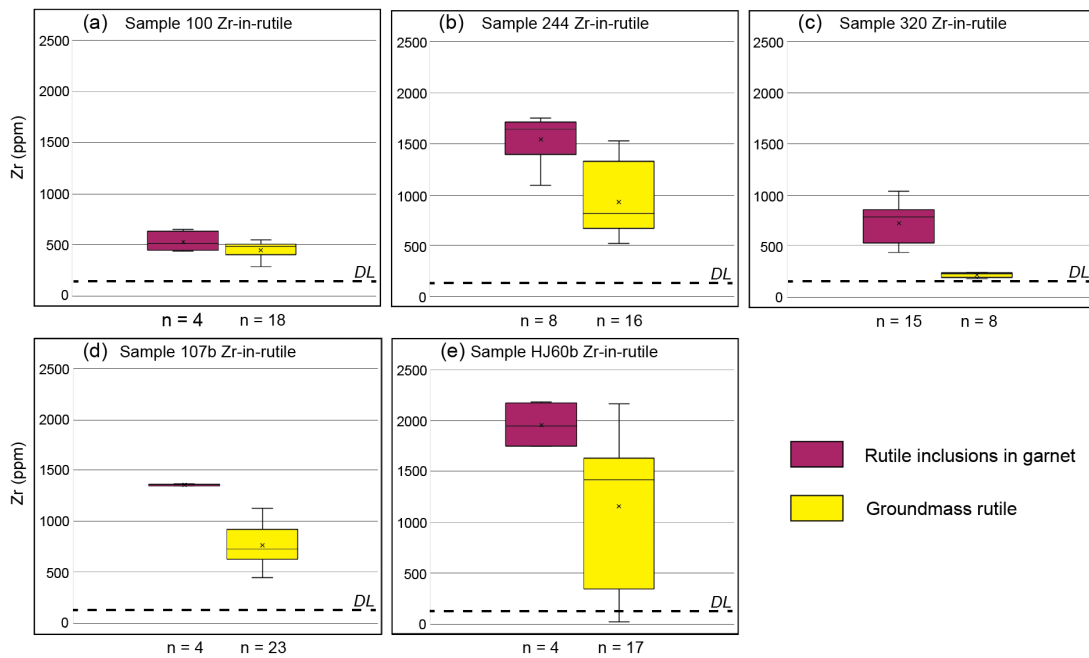 (a) Sample 100 Zr-in-rutile
2500
2000
1500
1000
500
0
Zr (ppm)
DL
n = 4 n = 18
(b) Sample 244 Zr-in-rutile
2500
2000
1500
1000
500
0
DL
n = 8 n = 16
(c) Sample 320 Zr-in-rutile
2500
2000
1500
1000
500
0
DL
n = 15 n = 8
(d) Sample 107b Zr-in-rutile
2500
2000
1500
1000
500
0
Zr (ppm)
DL
n = 4 n = 23
(e) Sample HJ60b Zr-in-rutile
2500
2000
1500
1000
500
0
DL
n = 4 n = 17
Rutile inclusions in garnet
Groundmass rutile